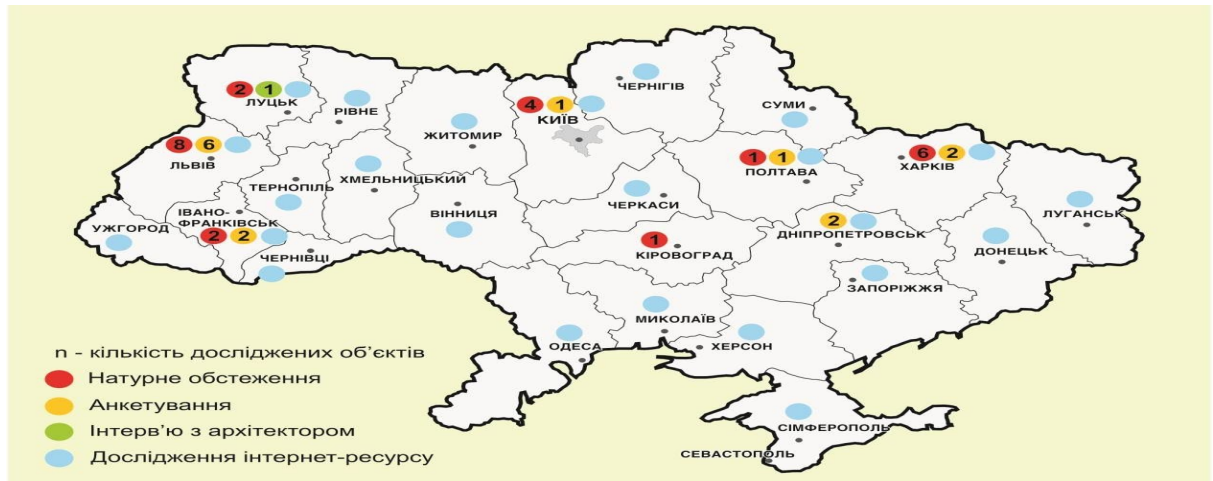 ЧЕРНІГІВ
2 1
ЛУЦЬК
РІВНЕ
4 1
КИЇВ
СУМИ
ЖИТОМИР
8 6
ЛЬВІВ
1 1
ПОЛТАВА
6 2
ХАРКІВ
ТЕРНОПІЛЬ
ХМЕЛЬНИЦЬКИЙ
ЧЕРКАСИ
ІВАНО-
ФРАНКІВСЬК
2 2
ВІННИЦЯ
ЛУГАНСЬК
УЖГОРОД
2
ДНІПРОПЕТРОВСЬК
1
КІРОВОГРАД
ДОНЕЦЬК
ЧЕРНІВЦІ
ЗАПОРІЖЖЯ
МИКОЛАЇВ
ОДЕСА
ХЕРСОН
n - кількість досліджених об’єктів
Натурне обстеження
Анкетування
Інтерв’ю з архітектором
Дослідження інтернет-ресурсу
СІМФЕРОПОЛЬ
СЕВАСТОПОЛЬ